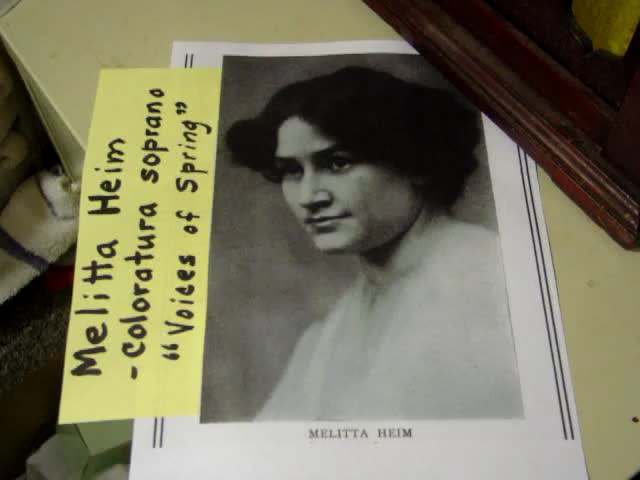 Melitta Heim
- Coloratura soprano
"Voices of Spring"
MELITTA HEIM